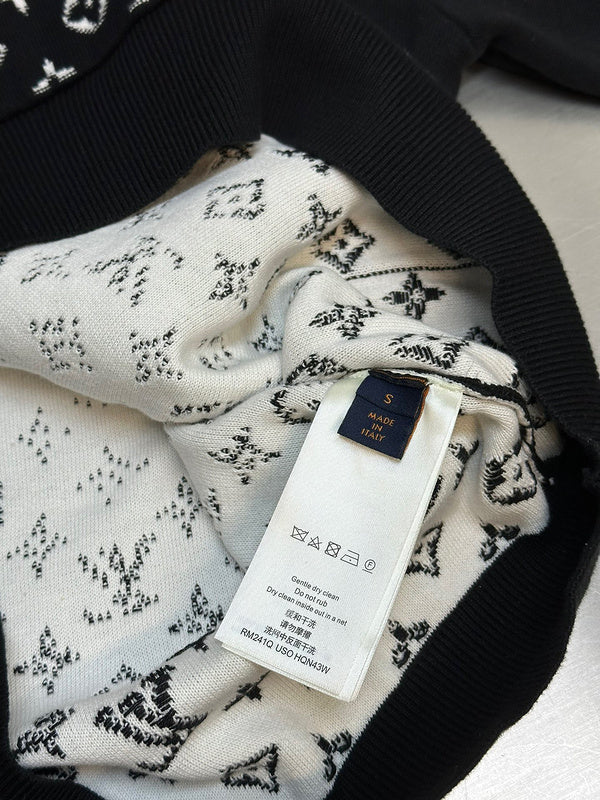 S
MADE
IN
ITALY
Gentle dry clean
Do not rub
Dry clean inside out in a net
缓和干洗
请勿摩擦
洗网中反面干洗
RM241Q USO HQN43W